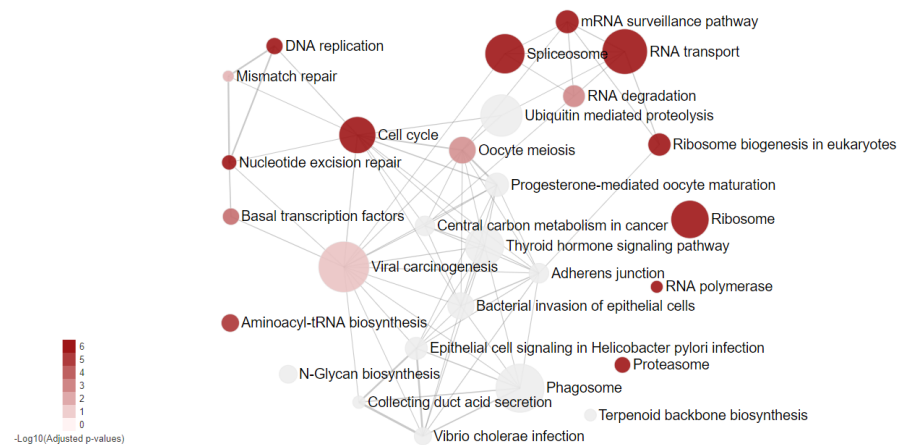 mRNA surveillance pathway
DNA replication
Spliceosome
RNA transport
Mismatch repair
RNA degradation
Ubiquitin mediated proteolysis
Cell cycle
Ribosome biogenesis in eukaryotes
Oocyte meiosis
Nucleotide excision repair
Progesterone-mediated oocyte maturation
Basal transcription factors
Ribosome
Central carbon metabolism in cancer
Thyroid hormone signaling pathway
Viral carcinogenesis
Adherens junction
RNA polymerase
Bacterial invasion of epithelial cells
Aminoacyl-tRNA biosynthesis
Epithelial cell signaling in Helicobacter pylori infection
Proteasome
N-Glycan biosynthesis
Phagosome
Collecting duct acid secretion
Terpenoid backbone biosynthesis
Vibrio cholerae infection
6
5
4
3
2
1
0
-Log10(Adjusted p-values)